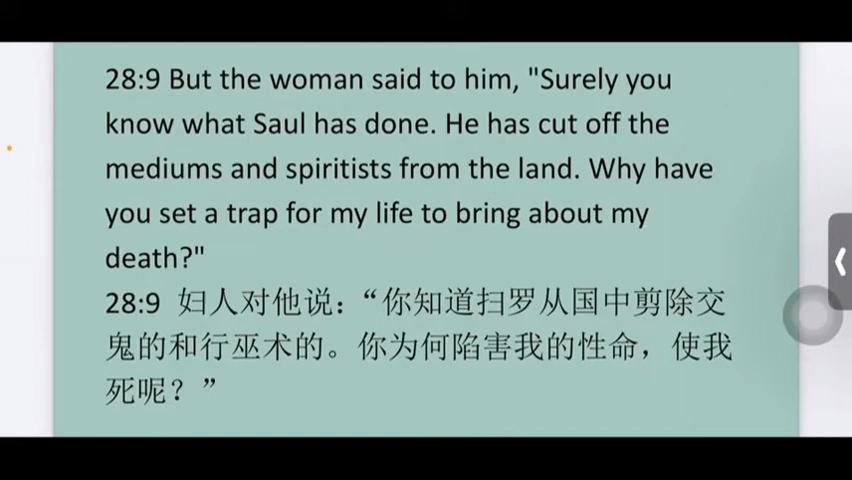 28:9 But the woman said to him, "Surely you
know what Saul has done. He has cut off the
mediums and spiritists from the land. Why have
you set a trap for my life to bring about my
death?"
28:9 妇人对他说：“你知道扫罗从国中剪除交
鬼的和行巫术的。你为何陷害我的性命，使我
死呢？”